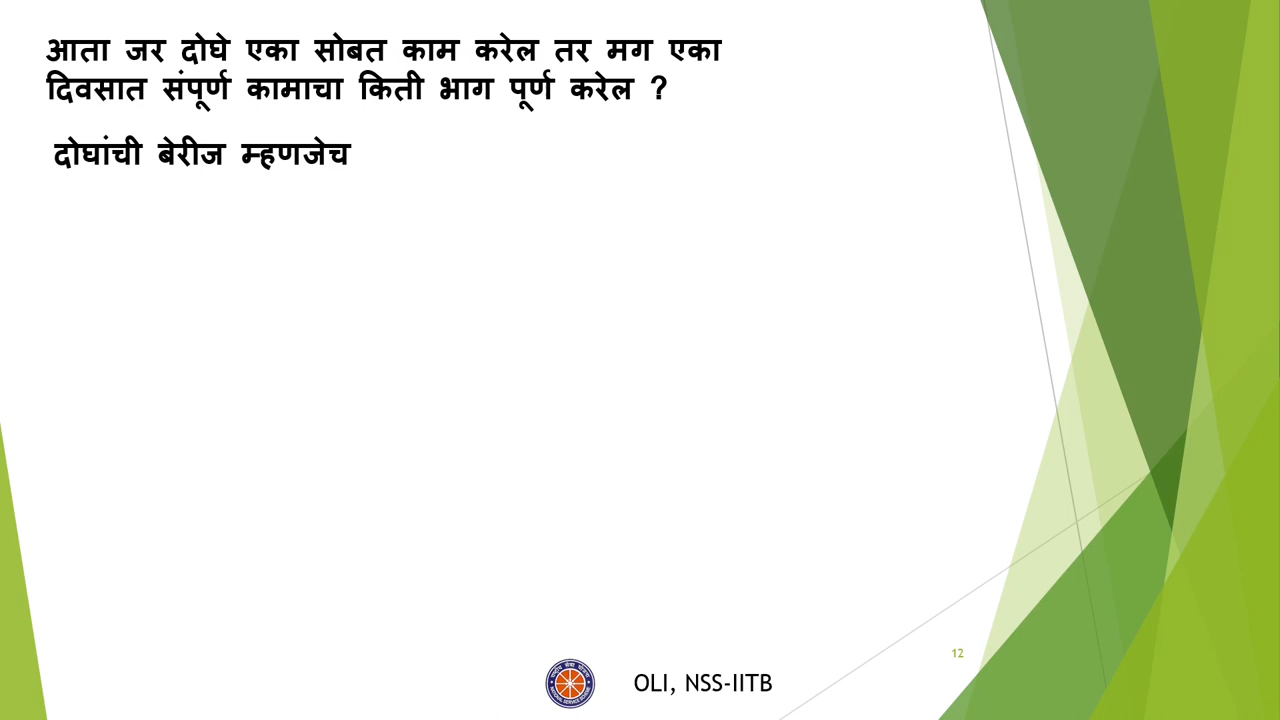 आता जर दोघे एका सोबत काम करेल तर मग एका
दिवसात संपूर्ण कामाचा किती भाग पूर्ण करेल ?
दोघांची बेरीज म्हणजेच
12
OLI, NSS-IITB